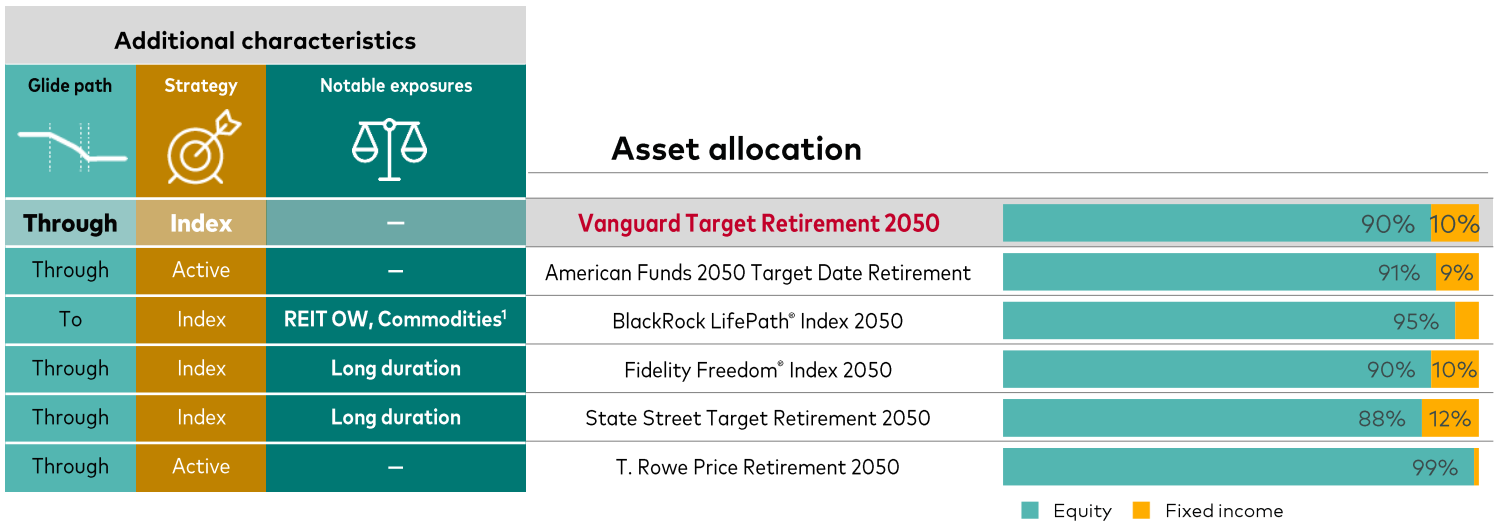 Additional characteristics
Glide path Strategy Notable exposures
Asset allocation
Through Index — Vanguard Target Retirement 2050 90% 10%
Through Active — American Funds 2050 Target Date Retirement 91% 9%
To Index REIT OW, Commodities¹ BlackRock LifePath® Index 2050 95%
Through Index Long duration Fidelity Freedom® Index 2050 90% 10%
Through Index Long duration State Street Target Retirement 2050 88% 12%
Through Active — T. Rowe Price Retirement 2050 99%
Equity Fixed income